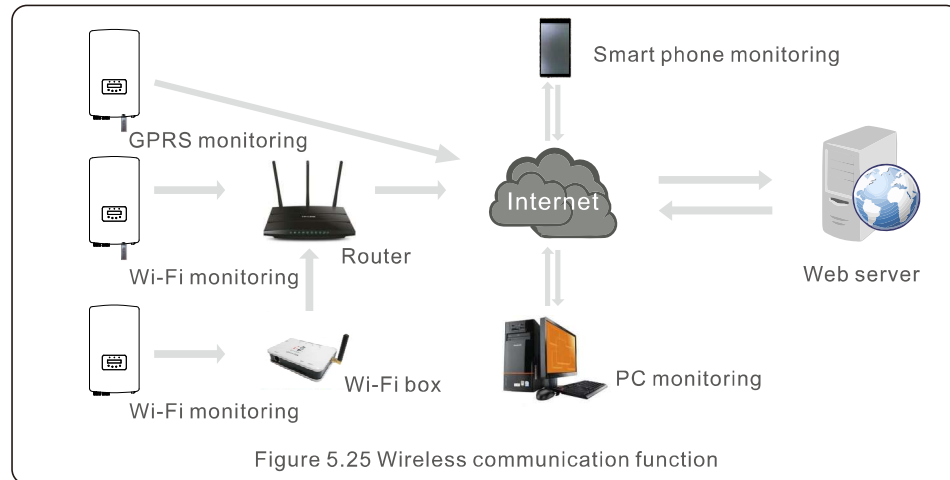 Smart phone monitoring
GPRS monitoring
Internet
Router
Wi-Fi monitoring
Web server
Wi-Fi box
PC monitoring
Wi-Fi monitoring
Figure 5.25 Wireless communication function